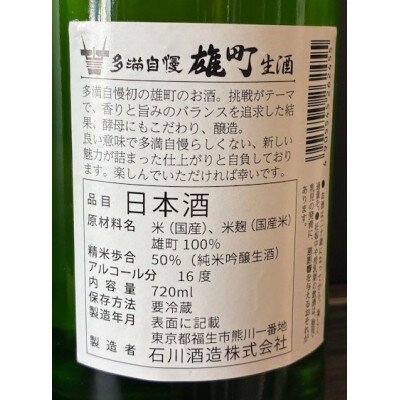 多満自慢 雄町 生酒
多満自慢初の雄町のお酒。挑戦がテーマ
で、香りと旨みのバランスを追求した結
果、酵母にもこだわり、醸造。
良い意味で多満自慢らしくない、新しい
魅力が詰まった仕上がりと自負しており
ます。楽しんでいただければ幸いです。
品目 日本酒
原材料名 米(国産)、米麹(国産米)
雄町100%
精米歩合 50%(純米吟醸生酒)
アルコール分 16度
内容量 720ml
保存方法 要冷蔵
製造年月 表面に記載
東京都福生市熊川一番地
製造者 石川酒造株式会社